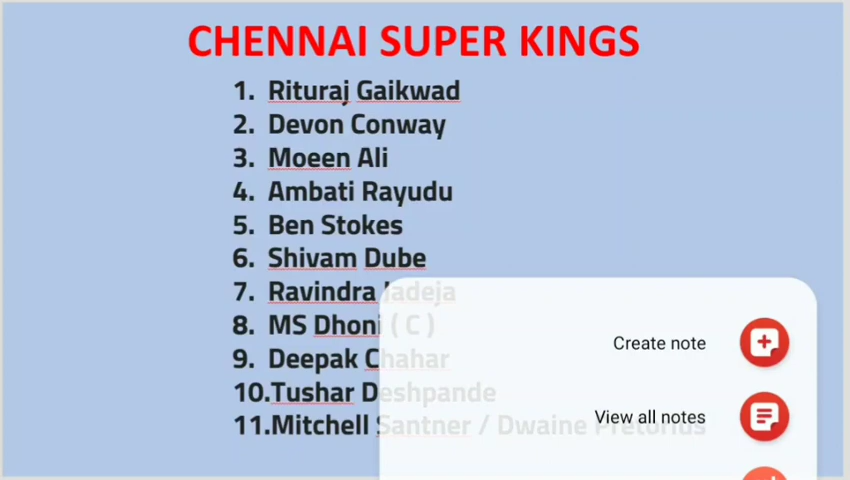 CHENNAI SUPER KINGS
1. Rituraj Gaikwad
2. Devon Conway
3. Moeen Ali
4. Ambati Rayudu
5. Ben Stokes
6. Shivam Dube
7. Ravindra Jadeja
8. MS Dhoni ( C )
9. Deepak Chahar
10.Tushar Deshpande
11.Mitchell Santner / Dwaine Pretorius
Create note
View all notes